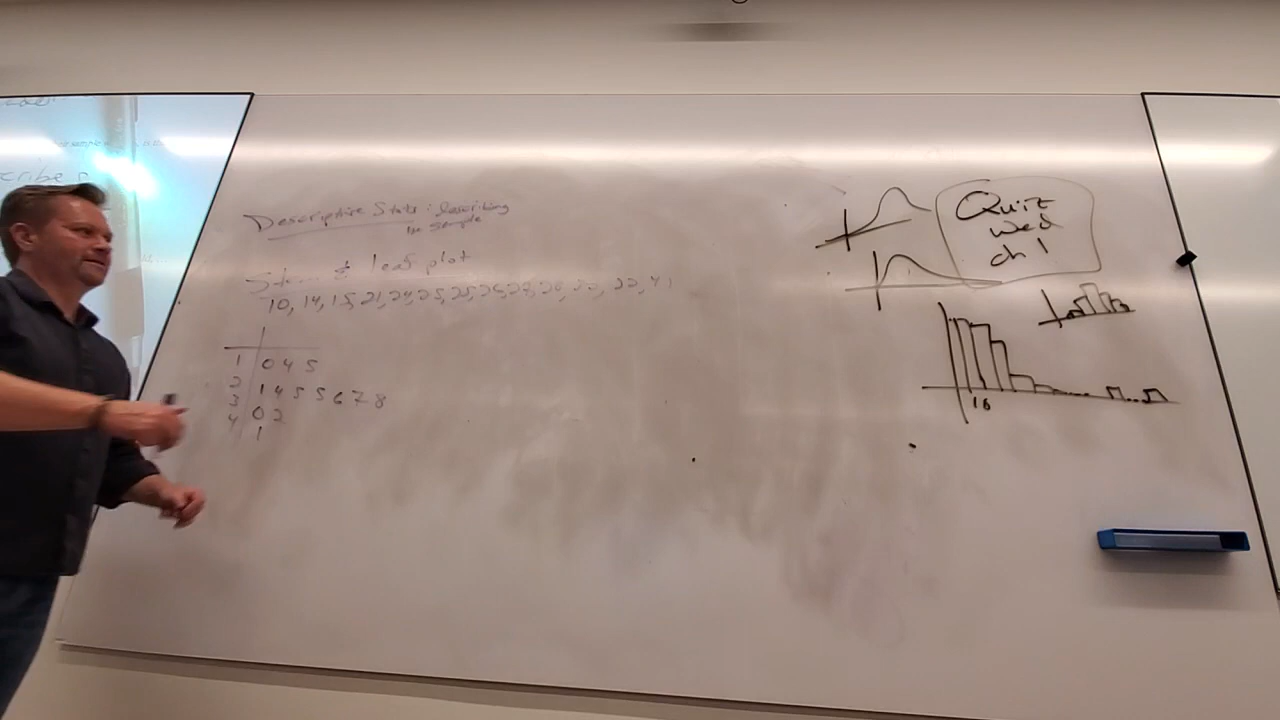 Descriptive Stats: describing
the sample
Stem & leaf plot
10, 14, 15, 21, 24, 25, 25, 26, 27, 28, 41
1 0 4 5
2 1 4 5 5 6 7 8
3 0 2
4 1
Quiz
Wed
ch 1
16